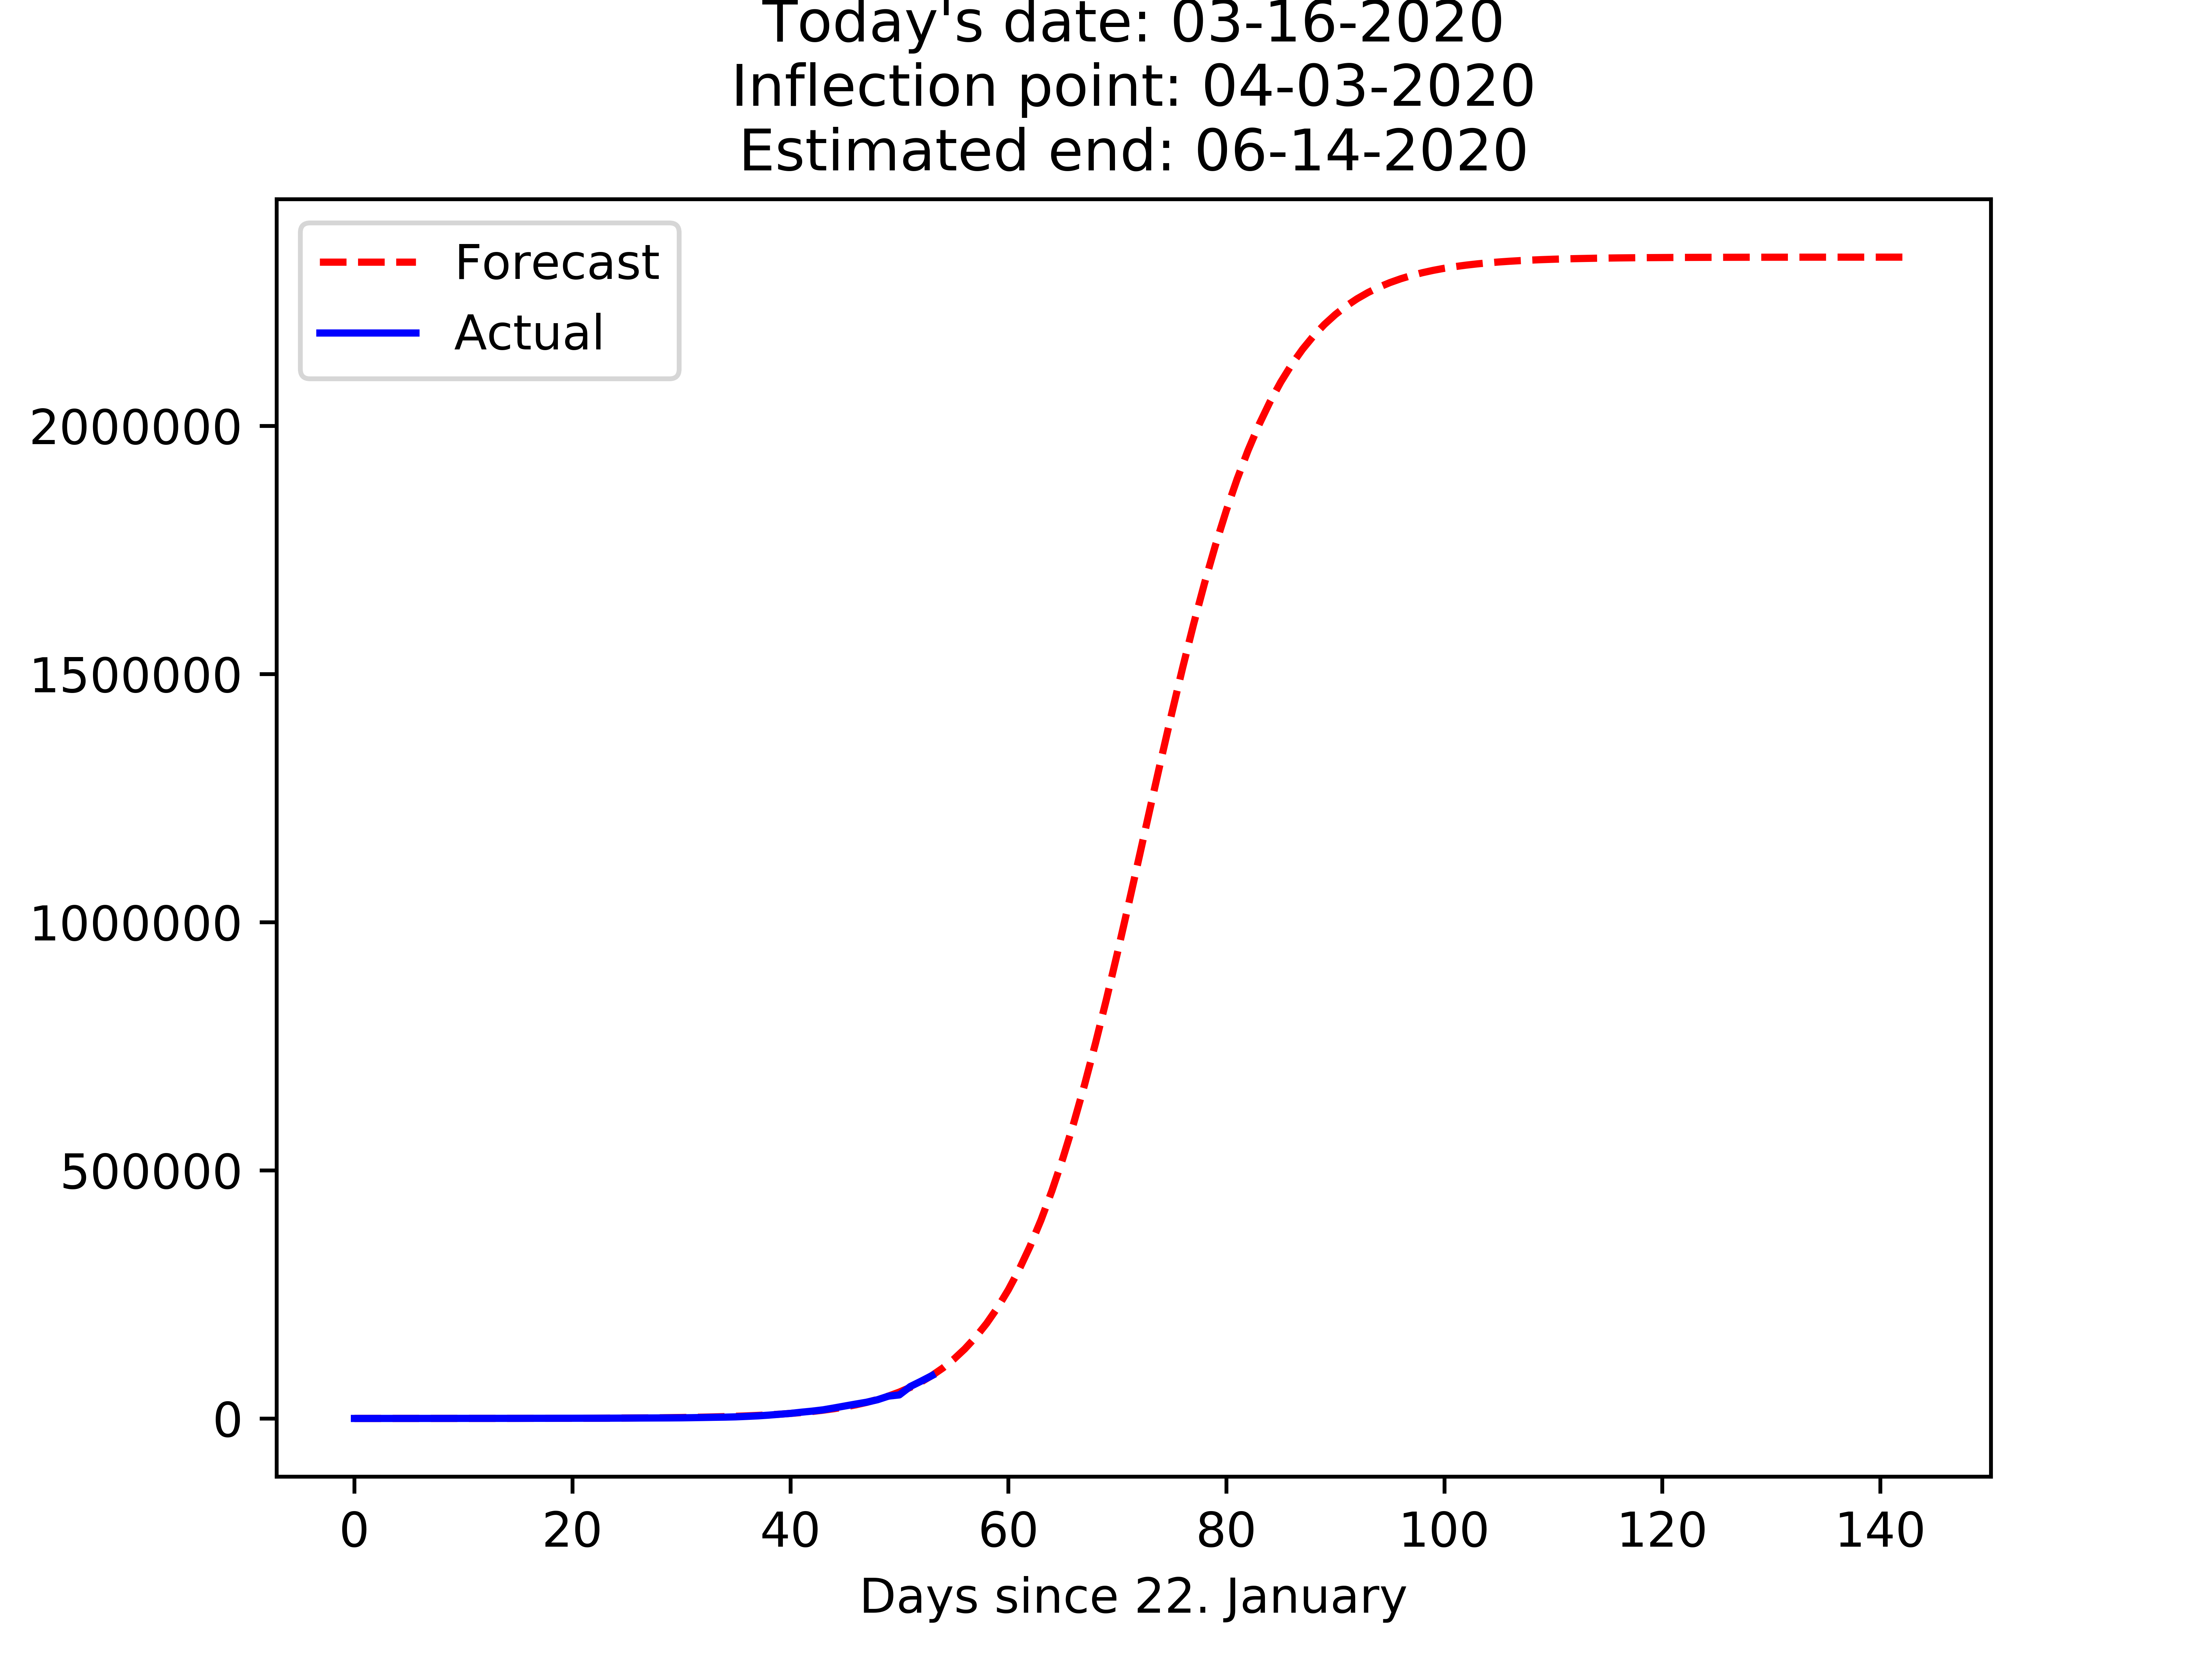 Today's date: 03-16-2020
Inflection point: 04-03-2020
Estimated end: 06-14-2020
Forecast
Actual
2000000
1500000
1000000
500000
0
0 20 40 60 80 100 120 140
Days since 22. January